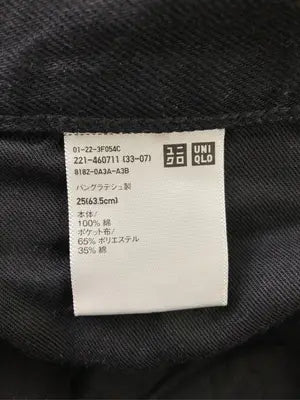 01-22-3F054C
221-460711 (33-07)
8182-0A3A-A3B
ユニ
クロ
UNI
QLO
バングラテシュ製
25(63.5cm)
本体/
100% 綿
ポケット布/
65% ポリエステル
35% 綿